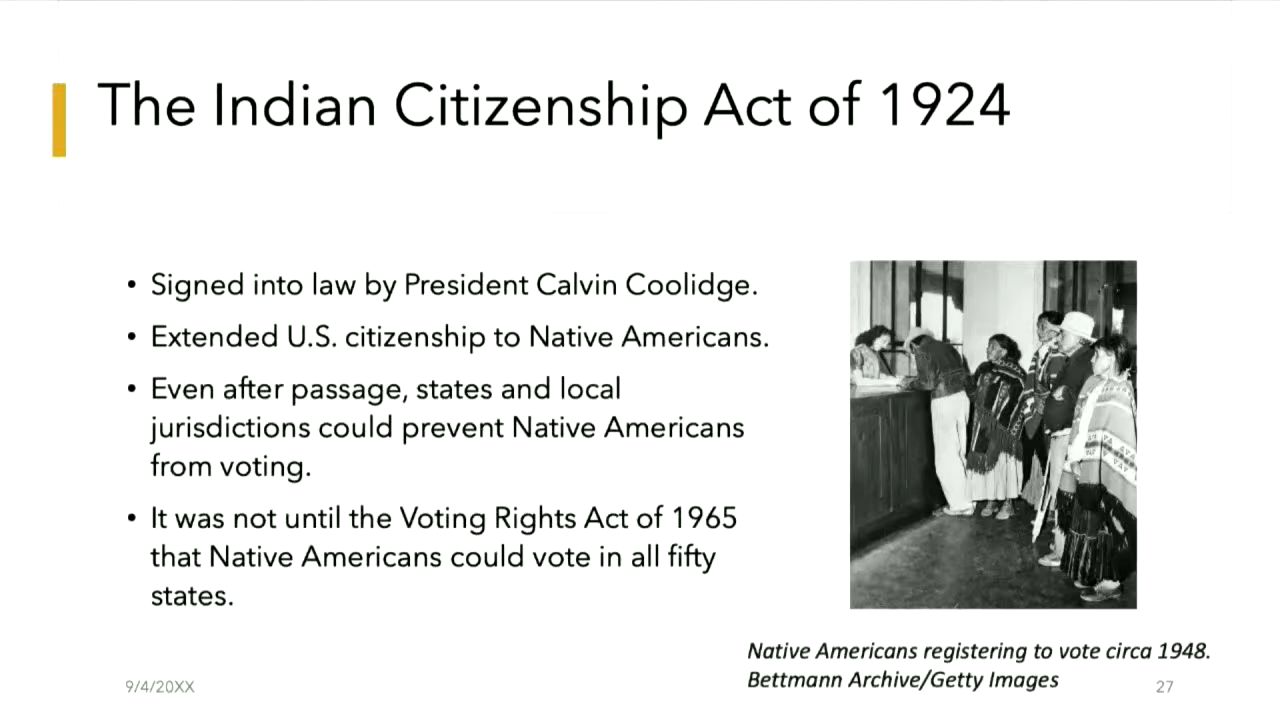 The Indian Citizenship Act of 1924
• Signed into law by President Calvin Coolidge.
• Extended U.S. citizenship to Native Americans.
• Even after passage, states and local
jurisdictions could prevent Native Americans
from voting.
• It was not until the Voting Rights Act of 1965
that Native Americans could vote in all fifty
states.
Native Americans registering to vote circa 1948.
Bettmann Archive/Getty Images
9/4/20XX
27